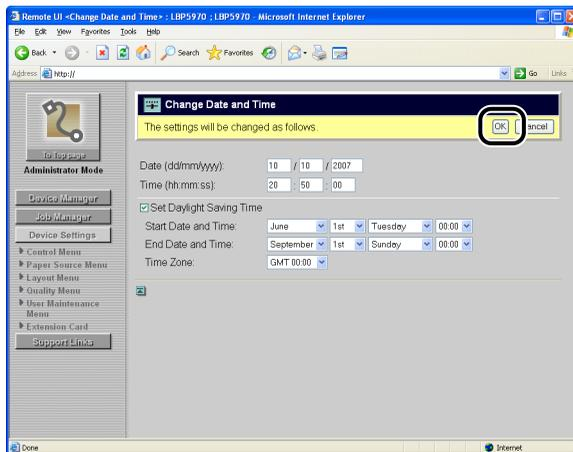 Remote UI <Change Date and Time> : LBP5970 ; LBP5970 - Microsoft Internet Explorer
File Edit View Favorites Tools Help
Back Search Favorites
Address http:// Go Links
To Top page
Administrator Mode
Device Manager
Job Manager
Device Settings
Control Menu
Paper Source Menu
Layout Menu
Quality Menu
User Maintenance
Menu
Extension Card
Support Links
Change Date and Time
The settings will be changed as follows. OK Cancel
Date (dd/mm/yyyy): 10 / 10 / 2007
Time (hh:mm:ss): 20 : 50 : 00
Set Daylight Saving Time
Start Date and Time: June 1st Tuesday 00:00
End Date and Time: September 1st Sunday 00:00
Time Zone: GMT 00:00
Done Internet